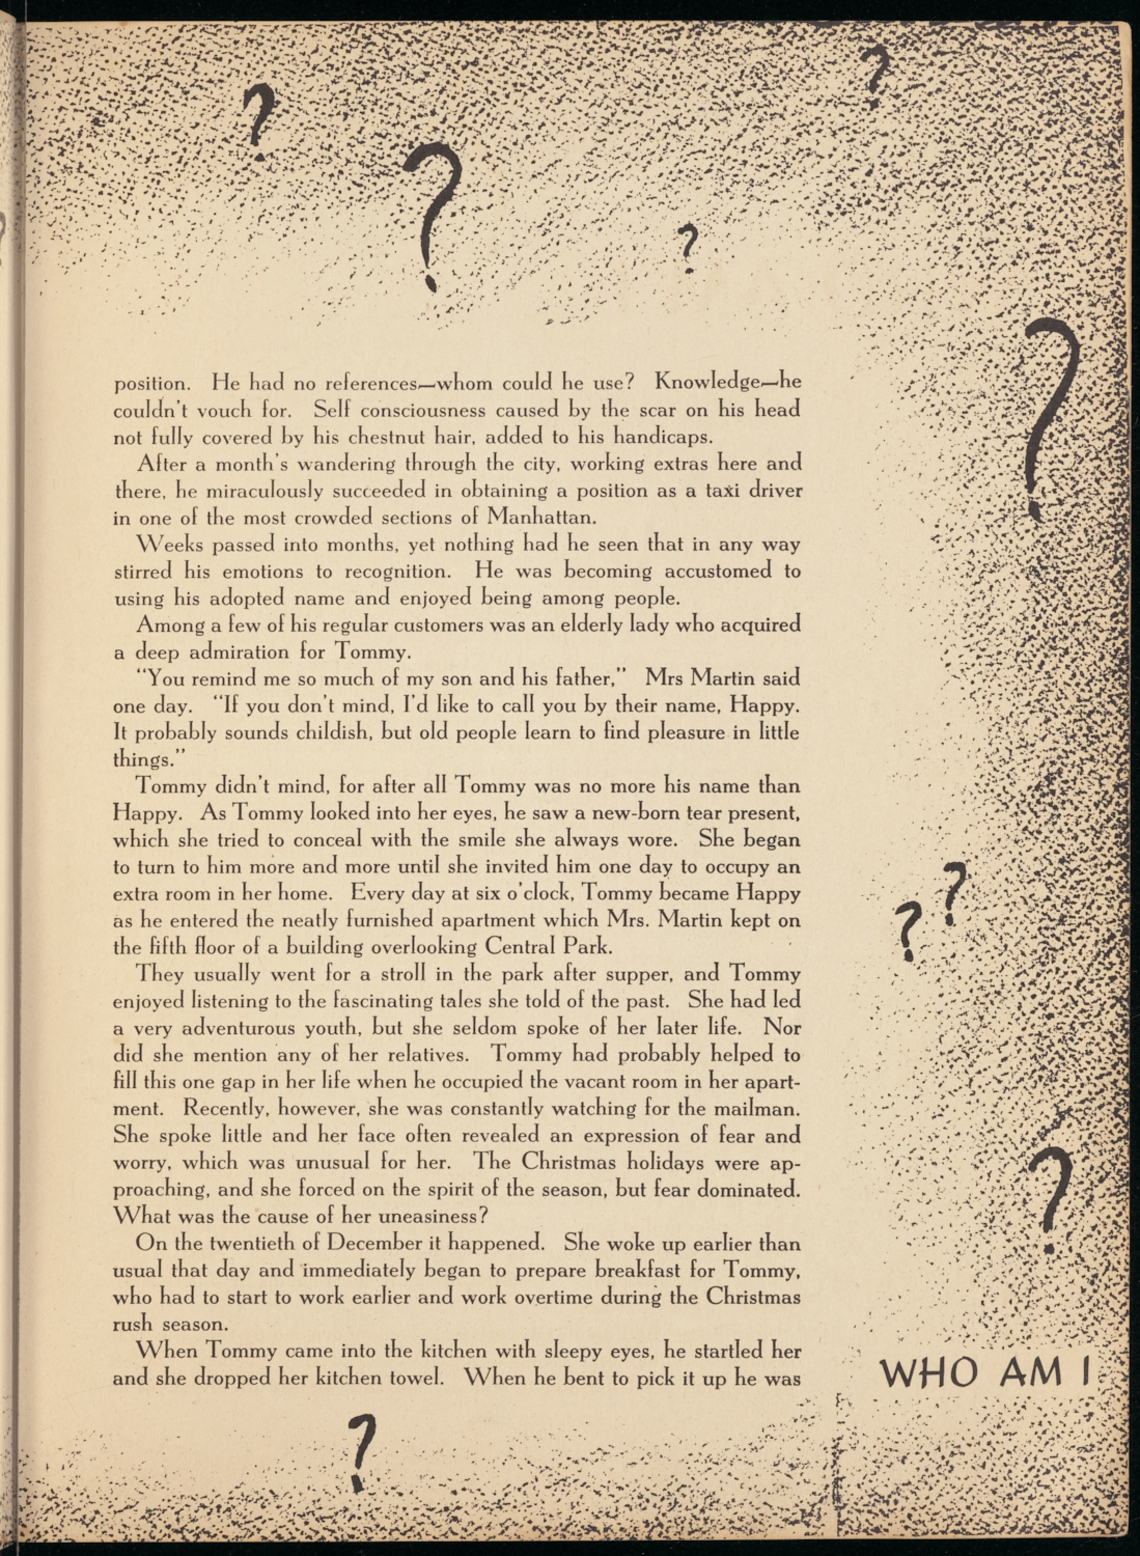 ?
?
?
?
?
position. He had no references—whom could he use? Knowledge—he
couldn't vouch for. Self consciousness caused by the scar on his head
not fully covered by his chestnut hair, added to his handicaps.
After a month's wandering through the city, working extras here and
there, he miraculously succeeded in obtaining a position as a taxi driver
in one of the most crowded sections of Manhattan.
Weeks passed into months, yet nothing had he seen that in any way
stirred his emotions to recognition. He was becoming accustomed to
using his adopted name and enjoyed being among people.
Among a few of his regular customers was an elderly lady who acquired
a deep admiration for Tommy.
"You remind me so much of my son and his father," Mrs Martin said
one day. "If you don't mind, I'd like to call you by their name, Happy.
It probably sounds childish, but old people learn to find pleasure in little
things."
Tommy didn't mind, for after all Tommy was no more his name than
Happy. As Tommy looked into her eyes, he saw a new-born tear present,
which she tried to conceal with the smile she always wore. She began
to turn to him more and more until she invited him one day to occupy an
extra room in her home. Every day at six o'clock, Tommy became Happy
as he entered the neatly furnished apartment which Mrs. Martin kept on
the fifth floor of a building overlooking Central Park.
They usually went for a stroll in the park after supper, and Tommy
enjoyed listening to the fascinating tales she told of the past. She had led
a very adventurous youth, but she seldom spoke of her later life. Nor
did she mention any of her relatives. Tommy had probably helped to
fill this one gap in her life when he occupied the vacant room in her apart-
ment. Recently, however, she was constantly watching for the mailman.
She spoke little and her face often revealed an expression of fear and
worry, which was unusual for her. The Christmas holidays were ap-
proaching, and she forced on the spirit of the season, but fear dominated.
What was the cause of her uneasiness?
On the twentieth of December it happened. She woke up earlier than
usual that day and immediately began to prepare breakfast for Tommy,
who had to start to work earlier and work overtime during the Christmas
rush season.
When Tommy came into the kitchen with sleepy eyes, he startled her
and she dropped her kitchen towel. When he bent to pick it up he was
?
?
?
WHO AM I
?